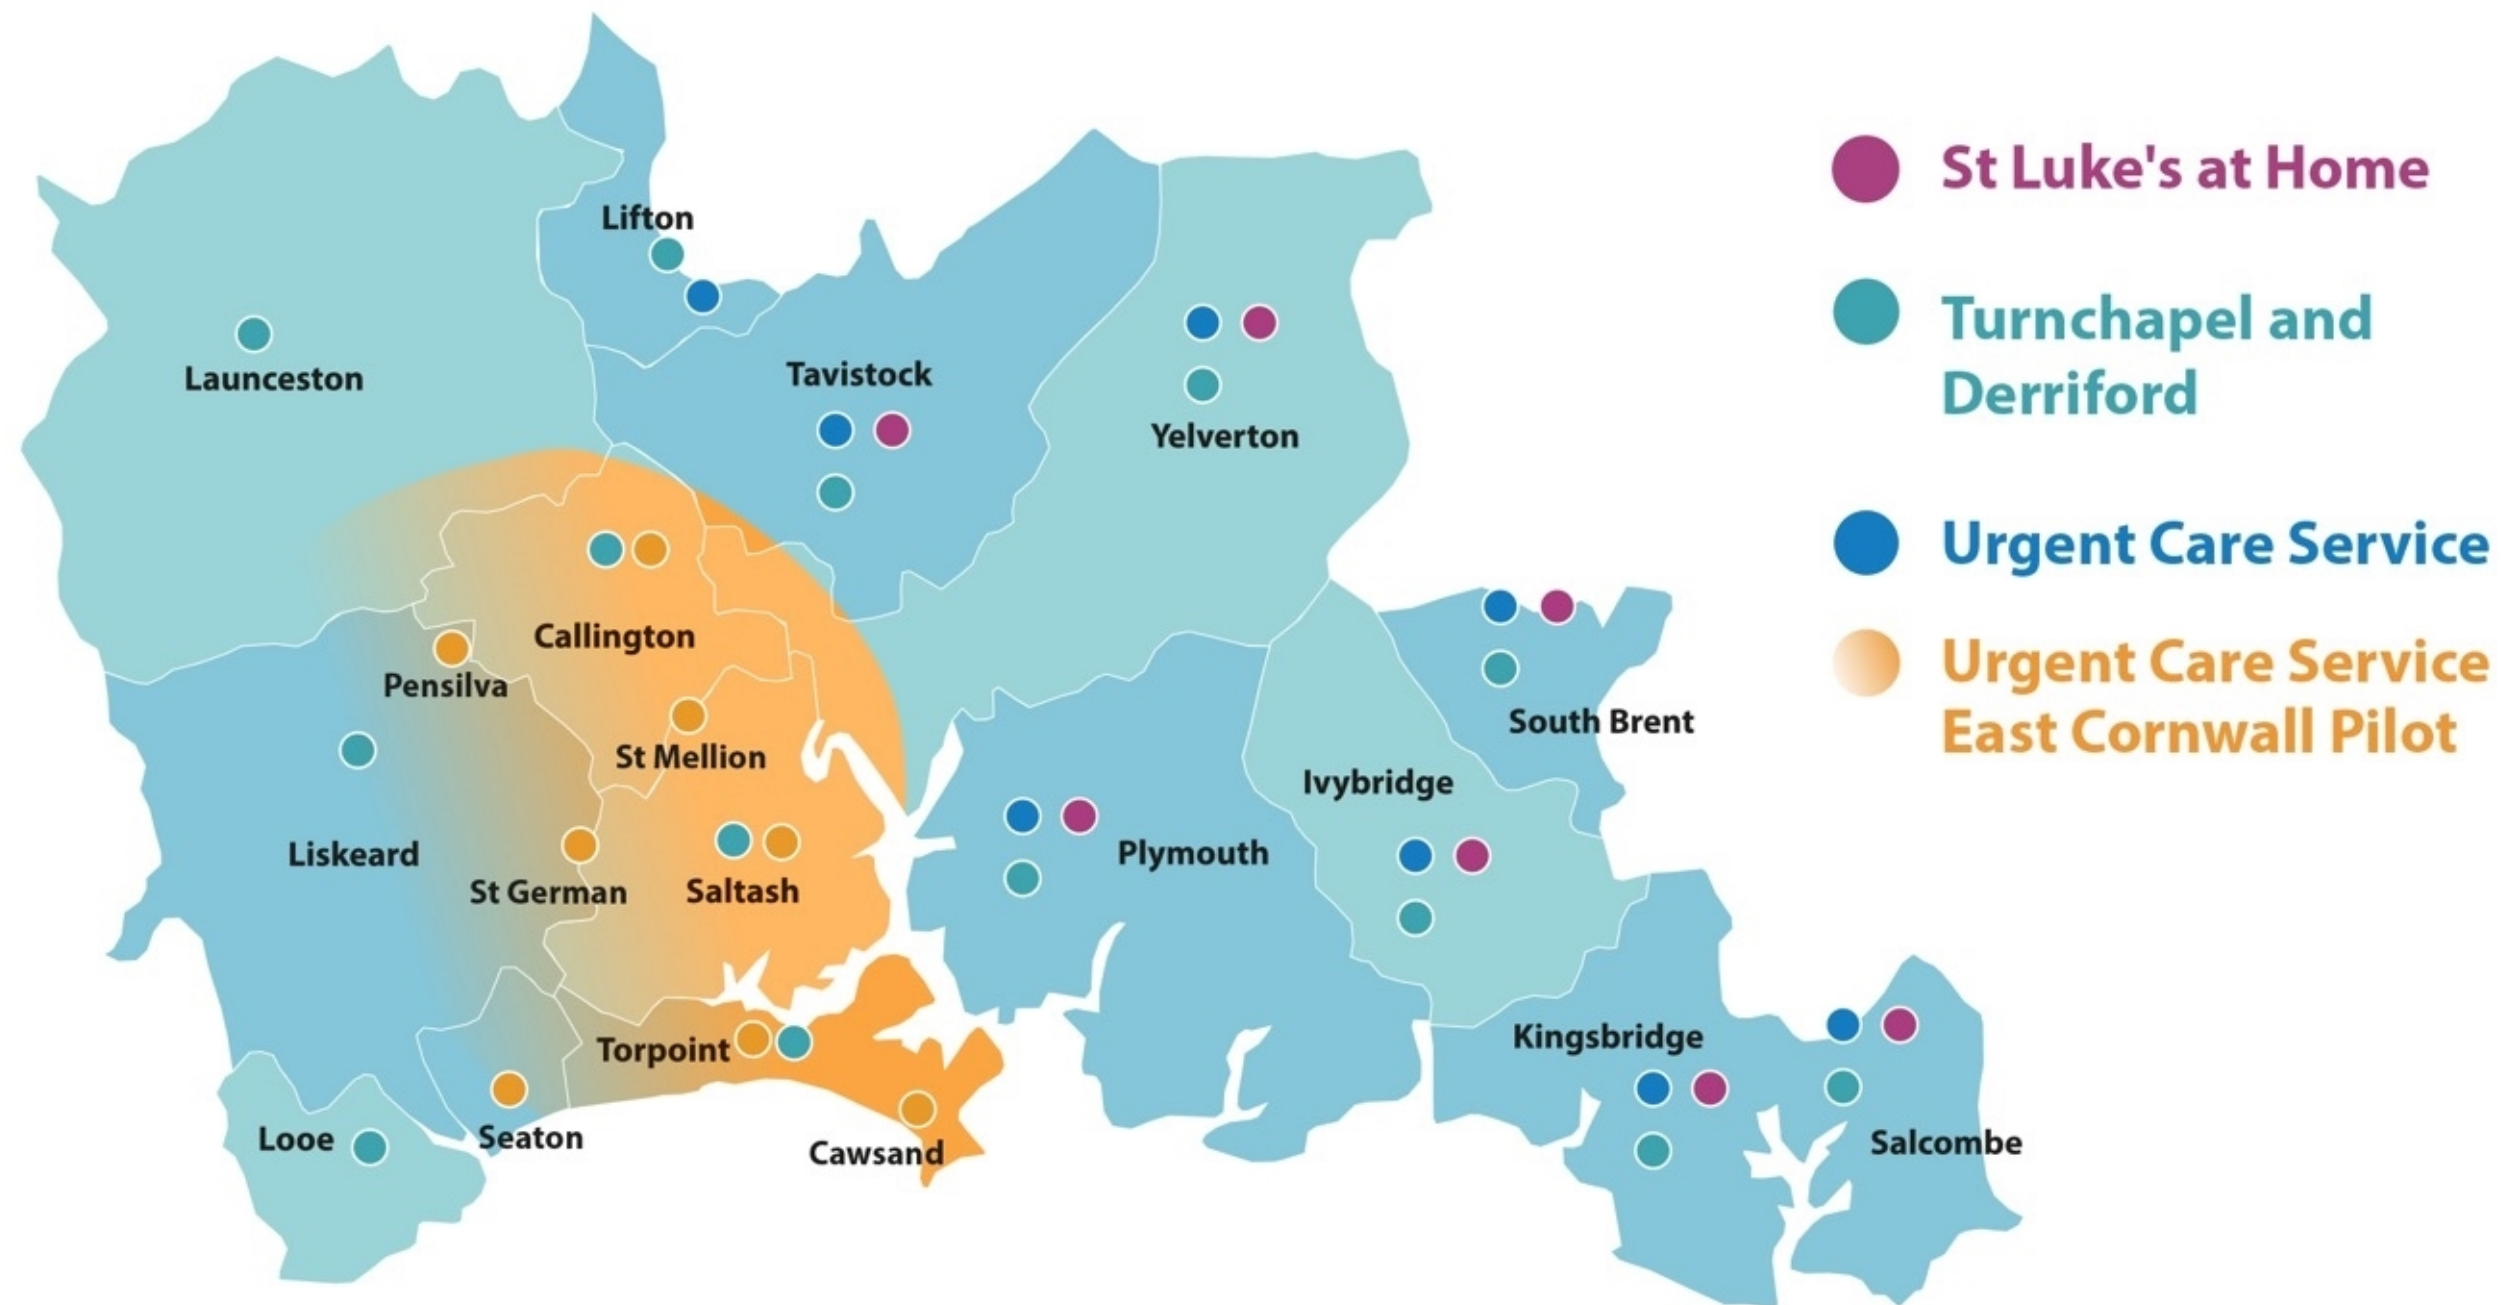 Lifton
Launceston
Tavistock
Yelverton
Callington
Pensilva
St Mellion
South Brent
Ivybridge
Liskeard
St German
Saltash
Plymouth
Torpoint
Kingsbridge
Looe
Seaton
Cawsand
Salcombe
St Luke's at Home
Turnchapel and
Derriford
Urgent Care Service
Urgent Care Service
East Cornwall Pilot